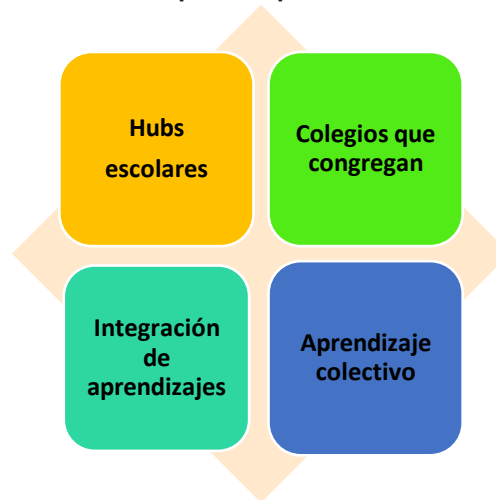 Hubs
escolares
Colegios que
congregan
Integración
de
aprendizajes
Aprendizaje
colectivo